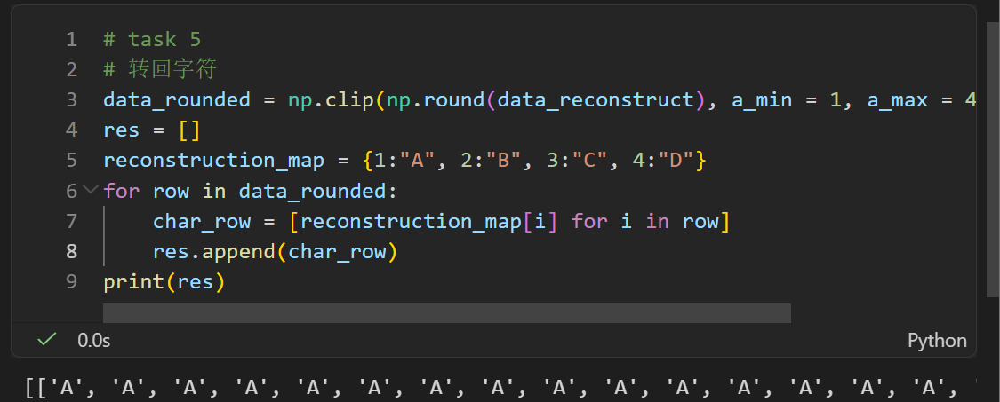 1 # task 5
2 # 转回字符
3 data_rounded = np.clip(np.round(data_reconstruct), a_min = 1, a_max = 4
4 res = []
5 reconstruction_map = {1:"A", 2:"B", 3:"C", 4:"D"}
6 for row in data_rounded:
7 char_row = [reconstruction_map[i] for i in row]
8 res.append(char_row)
9 print(res)
0.0s Python
[['A', 'A', 'A', 'A', 'A', 'A', 'A', 'A', 'A', 'A', 'A', 'A', 'A', 'A', 'A',